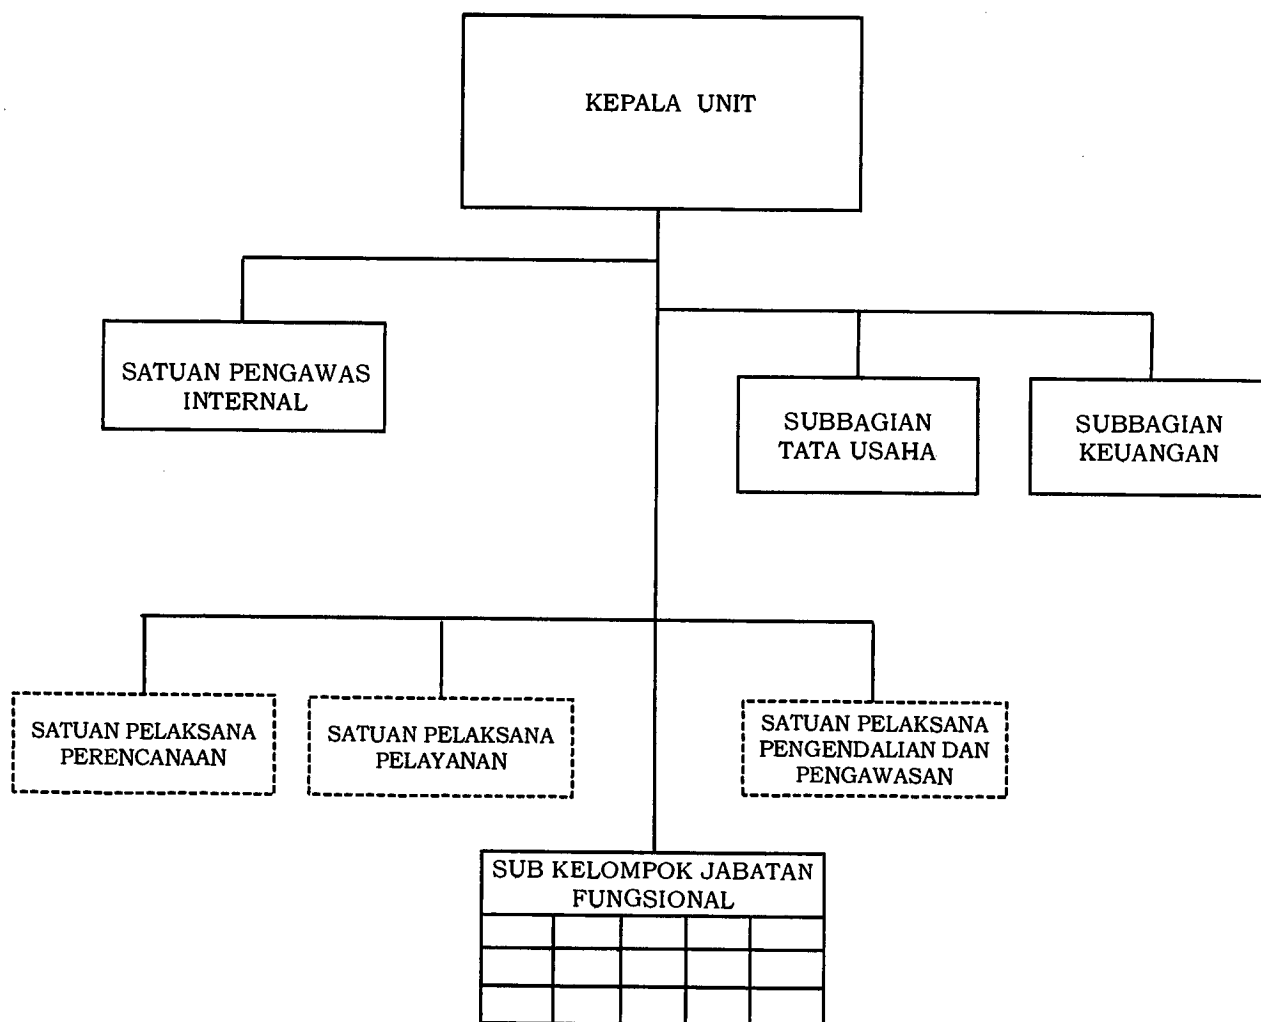 KEPALA UNIT
SATUAN PENGAWAS
INTERNAL
SUBBAGIAN
TATA USAHA
SUBBAGIAN
KEUANGAN
SATUAN PELAKSANA
PERENCANAAN
SATUAN PELAKSANA
PELAYANAN
SATUAN PELAKSANA
PENGENDALIAN DAN
PENGAWASAN
SUB KELOMPOK JABATAN
FUNGSIONAL